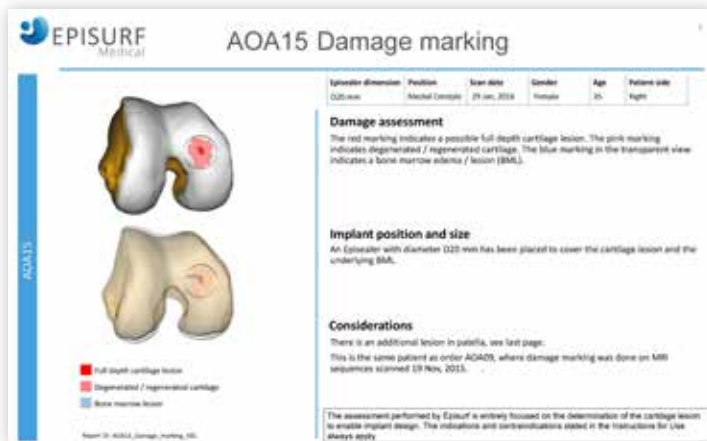 EPISURF
Medical
AOA15 Damage marking
Episealer dimension Position Scan date Gender Age Patient side
D20 mm Medial Condyle 29 Jan, 2016 Female 35 Right
Damage assessment
The red marking indicates a possible full depth cartilage lesion. The pink marking
indicates degenerated / regenerated cartilage. The blue marking in the transparent view
indicates a bone marrow edema / lesion (BML).
Implant position and size
An Episealer with diameter D20 mm has been placed to cover the cartilage lesion and the
underlying BML.
AOA15
Considerations
There is an additional lesion in patella, see last page.
This is the same patient as order AOA09, where damage marking was done on MRI
sequences scanned 19 Nov, 2015.
Full depth cartilage lesion
Degenerated / regenerated cartilage
Bone marrow lesion
The assessment performed by Episurf is entirely focused on the determination of the cartilage lesion
to enable implant design. The indications and contraindications stated in the Instructions for Use
always apply.
Report ID: